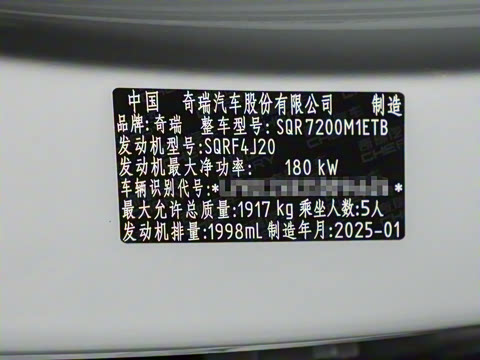 中国 奇瑞汽车股份有限公司 制造
品牌:奇瑞 整车型号:SQR7200M1ETB
发动机型号:SQRF4J20
发动机最大净功率: 180 kW
车辆识别代号:* *
最大允许总质量:1917 kg 乘坐人数:5人
发动机排量:1998mL 制造年月:2025-01